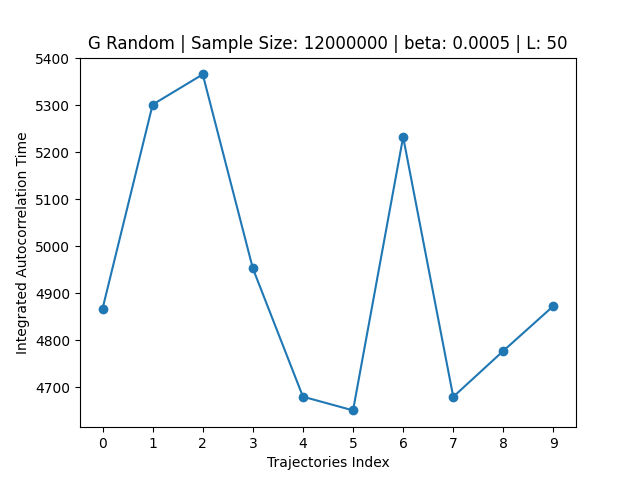 G Random | Sample Size: 12000000 | beta: 0.0005 | L: 50
5400
5300
5200
5100
5000
4900
4800
4700
Integrated Autocorrelation Time
0 1 2 3 4 5 6 7 8 9
Trajectories Index